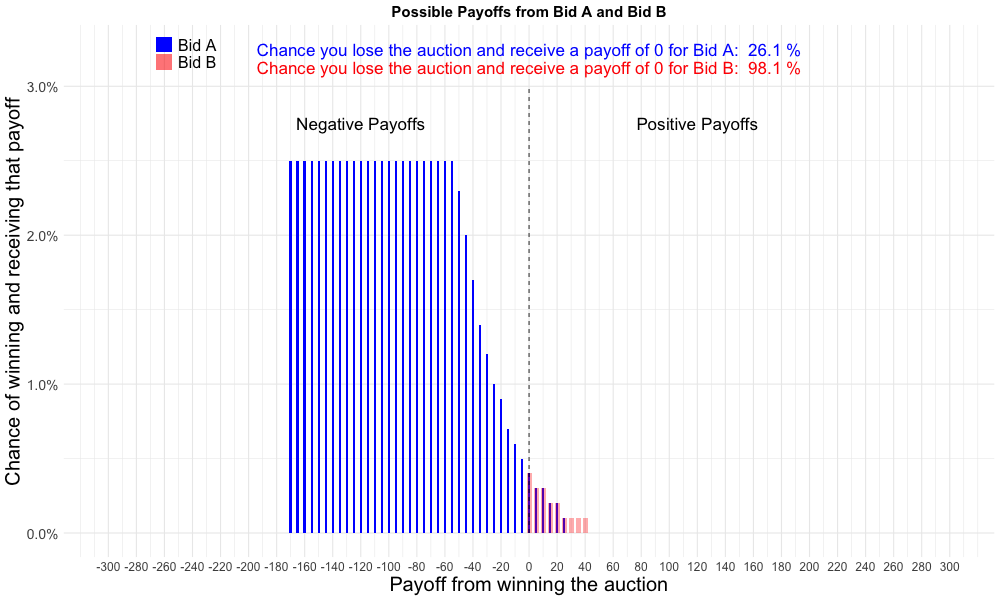 Possible Payoffs from Bid A and Bid B
Bid A
Bid B
Chance you lose the auction and receive a payoff of 0 for Bid A:  26.1 %
Chance you lose the auction and receive a payoff of 0 for Bid B:  98.1 %
Negative Payoffs
Positive Payoffs
Chance of winning and receiving that payoff
3.0%
2.0%
1.0%
0.0%
-300 -280 -260 -240 -220 -200 -180 -160 -140 -120 -100 -80 -60 -40 -20 0 20 40 60 80 100 120 140 160 180 200 220 240 260 280 300
Payoff from winning the auction